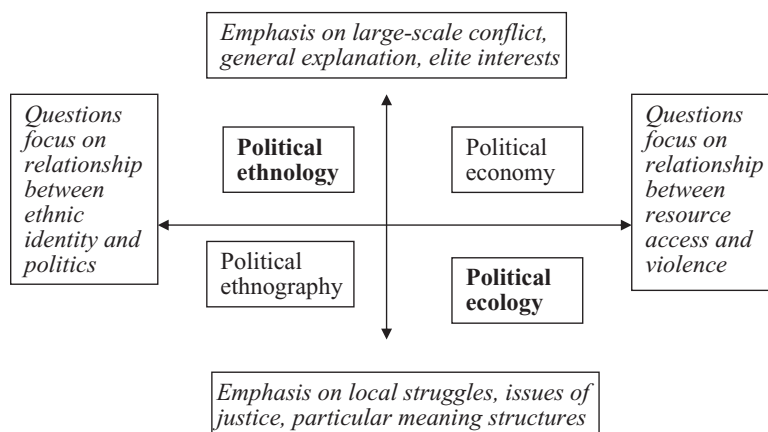 Emphasis on large-scale conflict,
general explanation, elite interests
Questions
focus on
relationship
between
ethnic
identity and
politics
Political
ethnology
Political
economy
Questions
focus on
relationship
between
resource
access and
violence
Political
ethnography
Political
ecology
Emphasis on local struggles, issues of
justice, particular meaning structures